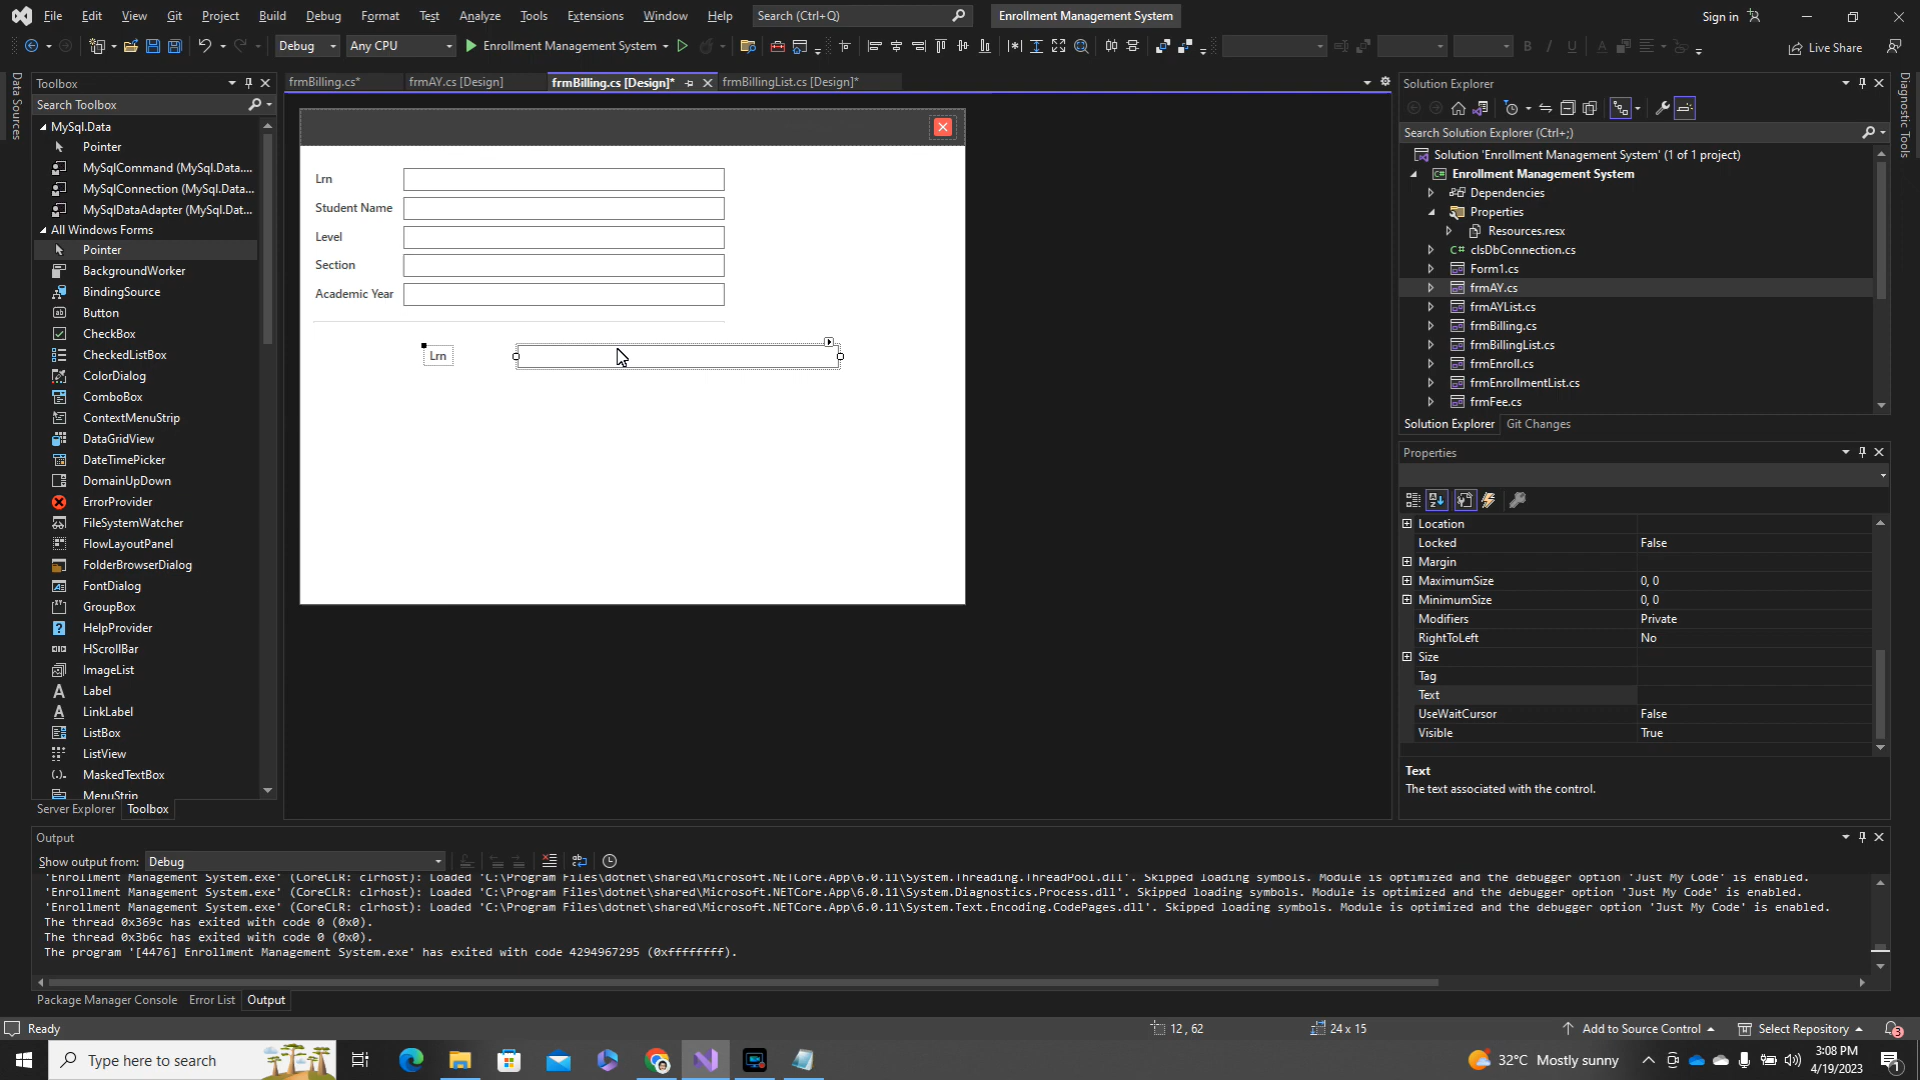 File Edit View Git Project Build Debug Format Test Analyze Tools Extensions Window Help Search (Ctrl+Q) Enrollment Management System Sign in
Debug Any CPU Enrollment Management System Live Share
Data Sources
Toolbox
Search Toolbox
MySql.Data
Pointer
MySqlCommand (MySql.Data....
MySqlConnection (MySql.Data...
MySqlDataAdapter (MySql.Dat...
All Windows Forms
Pointer
BackgroundWorker
BindingSource
Button
CheckBox
CheckedListBox
ColorDialog
ComboBox
ContextMenuStrip
DataGridView
DateTimePicker
DomainUpDown
ErrorProvider
FileSystemWatcher
FlowLayoutPanel
FolderBrowserDialog
FontDialog
GroupBox
HelpProvider
HScrollBar
ImageList
Label
LinkLabel
ListBox
ListView
MaskedTextBox
MenuStrip
Server Explorer Toolbox
frmBilling.cs* frmAY.cs [Design] frmBilling.cs [Design]* frmBillingList.cs [Design]*
Lrn
Student Name
Level
Section
Academic Year
Lrn
Solution Explorer
Search Solution Explorer (Ctrl+;)
Solution 'Enrollment Management System' (1 of 1 project)
Enrollment Management System
Dependencies
Properties
Resources.resx
C# clsDbConnection.cs
Form1.cs
frmAY.cs
frmAYList.cs
frmBilling.cs
frmBillingList.cs
frmEnroll.cs
frmEnrollmentList.cs
frmFee.cs
Solution Explorer Git Changes
Properties
Location
Locked False
Margin
MaximumSize 0, 0
MinimumSize 0, 0
Modifiers Private
RightToLeft No
Size
Tag
Text
UseWaitCursor False
Visible True
Text
The text associated with the control.
Diagnostic Tools
Output
Show output from: Debug
'Enrollment Management System.exe' (CoreCLR: clrhost): Loaded 'C:\Program Files\dotnet\shared\Microsoft.NETCore.App\6.0.11\System.Threading.ThreadPool.dll'. Skipped loading symbols. Module is optimized and the debugger option 'Just My Code' is enabled.
'Enrollment Management System.exe' (CoreCLR: clrhost): Loaded 'C:\Program Files\dotnet\shared\Microsoft.NETCore.App\6.0.11\System.Diagnostics.Process.dll'. Skipped loading symbols. Module is optimized and the debugger option 'Just My Code' is enabled.
'Enrollment Management System.exe' (CoreCLR: clrhost): Loaded 'C:\Program Files\dotnet\shared\Microsoft.NETCore.App\6.0.11\System.Text.Encoding.CodePages.dll'. Skipped loading symbols. Module is optimized and the debugger option 'Just My Code' is enabled.
The thread 0x369c has exited with code 0 (0x0).
The thread 0x3b6c has exited with code 0 (0x0).
The program '[4476] Enrollment Management System.exe' has exited with code 4294967295 (0xffffffff).
Package Manager Console Error List Output
Ready 12 , 62 24 x 15 Add to Source Control Select Repository 3
Type here to search 32°C Mostly sunny 3:08 PM
4/19/2023 1